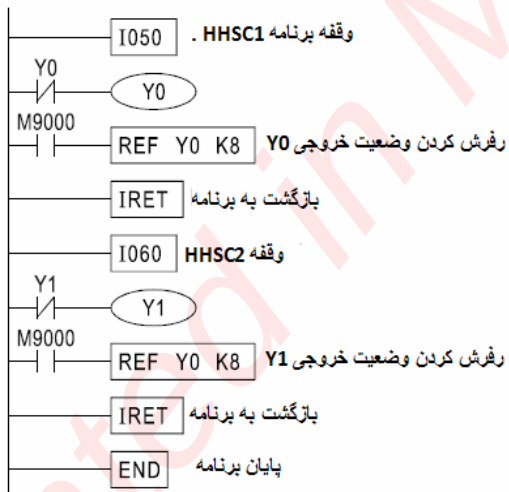 I050 وقفه برنامه HHSC1 .
Y0
Y0
M9000
REF Y0 K8 رفرش کردن وضعیت خروجی Y0
IRET بازگشت به برنامه
I060 وقفه HHSC2
Y1
Y1
M9000
REF Y0 K8 رفرش کردن وضعیت خروجی Y1
IRET بازگشت به برنامه
END پایان برنامه